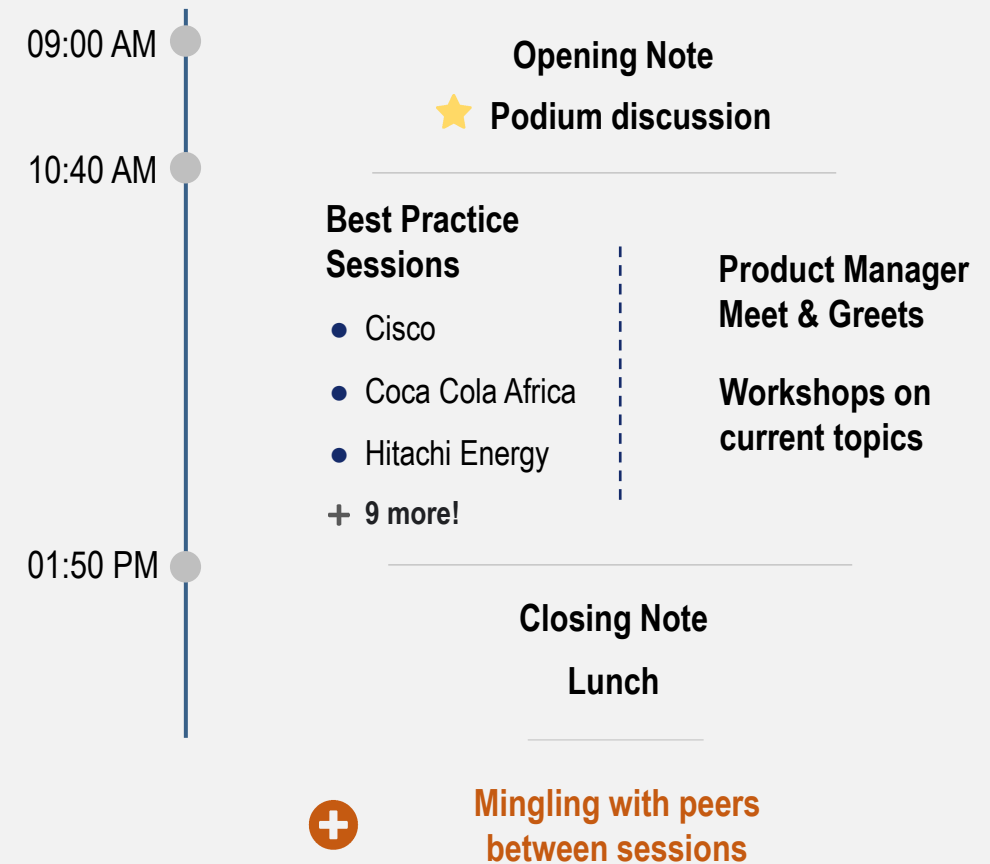 09:00 AM
Opening Note
Podium discussion
10:40 AM
Best Practice
Sessions
Cisco
Coca Cola Africa
Hitachi Energy
+ 9 more!
Product Manager
Meet & Greets
Workshops on
current topics
01:50 PM
Closing Note
Lunch
Mingling with peers
between sessions